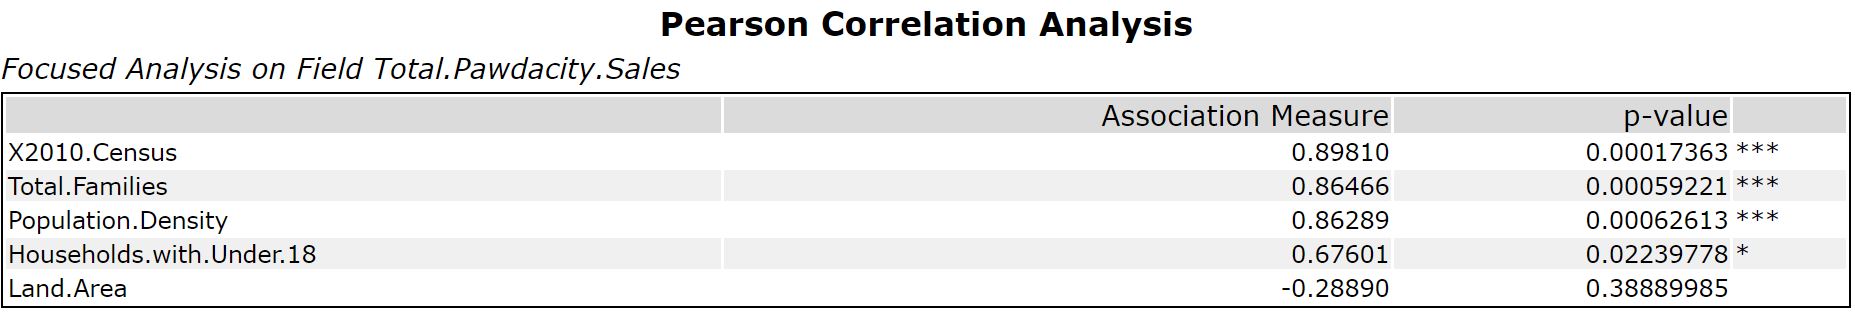 Pearson Correlation Analysis
Focused Analysis on Field Total.Pawdacity.Sales
Association Measure p-value
X2010.Census 0.89810 0.00017363 ***
Total.Families 0.86466 0.00059221 ***
Population.Density 0.86289 0.00062613 ***
Households.with.Under.18 0.67601 0.02239778 *
Land.Area -0.28890 0.38889985